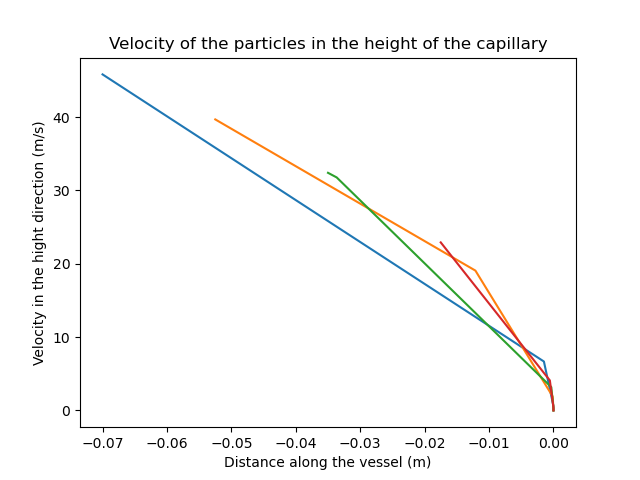 Velocity of the particles in the height of the capillary
Velocity in the hight direction (m/s)
40
30
20
10
0
−0.07 −0.06 −0.05 −0.04 −0.03 −0.02 −0.01 0.00
Distance along the vessel (m)